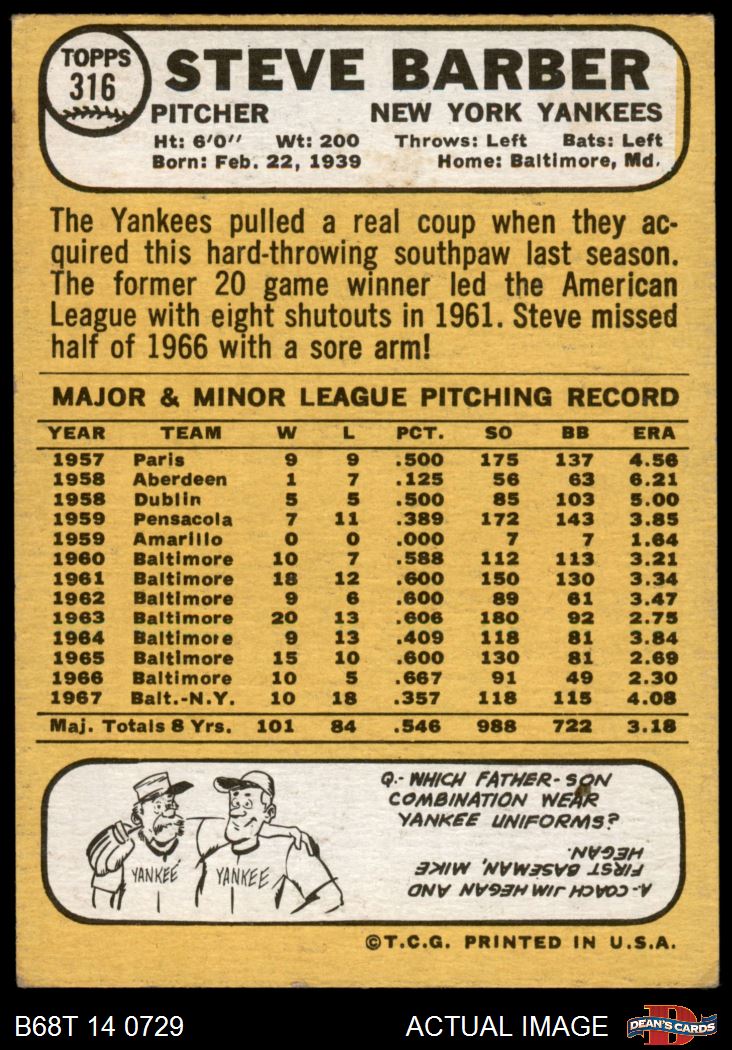 TOPPS
316
STEVE BARBER
PITCHER NEW YORK YANKEES
Ht: 6'0" Wt: 200 Throws: Left Bats: Left
Born: Feb. 22, 1939 Home: Baltimore, Md.
The Yankees pulled a real coup when they ac-
quired this hard-throwing southpaw last season.
The former 20 game winner led the American
League with eight shutouts in 1961. Steve missed
half of 1966 with a sore arm!
MAJOR & MINOR LEAGUE PITCHING RECORD
YEAR TEAM W L PCT. SO BB ERA
1957 Paris 9 9 .500 175 137 4.56
1958 Aberdeen 1 7 .125 56 63 6.21
1958 Dublin 5 5 .500 85 103 5.00
1959 Pensacola 7 11 .389 172 143 3.85
1959 Amarillo 0 0 .000 7 7 1.64
1960 Baltimore 10 7 .588 112 113 3.21
1961 Baltimore 18 12 .600 150 130 3.34
1962 Baltimore 9 6 .600 89 61 3.47
1963 Baltimore 20 13 .606 180 92 2.75
1964 Baltimore 9 13 .409 118 81 3.84
1965 Baltimore 15 10 .600 130 81 2.69
1966 Baltimore 10 5 .667 91 49 2.30
1967 Balt.-N.Y. 10 18 .357 118 115 4.08
Maj. Totals 8 Yrs. 101 84 .546 988 722 3.18
YANKEE YANKEE
Q.- WHICH FATHER-SON
COMBINATION WEAR
YANKEE UNIFORMS?
A.- COACH JIM HEGAN AND
FIRST BASEMAN, MIKE
HEGAN.
©T.C.G. PRINTED IN U.S.A.
B68T 14 0729 ACTUAL IMAGE DEAN'S CARDS